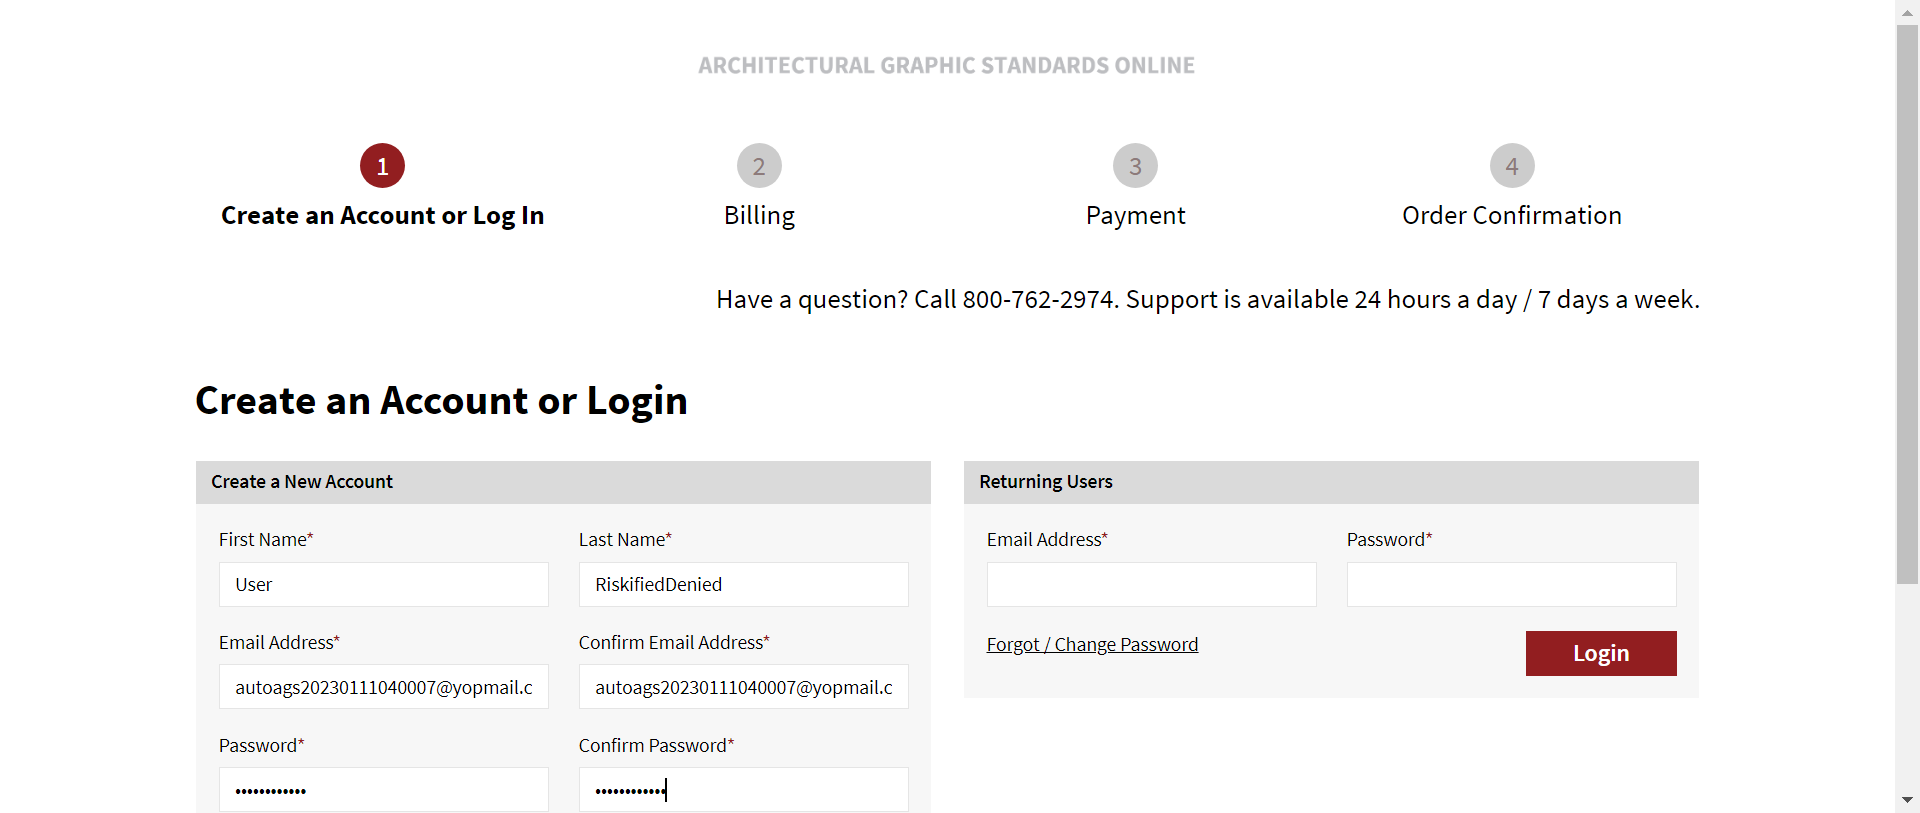 ARCHITECTURAL GRAPHIC STANDARDS ONLINE
1
Create an Account or Log In
2
Billing
3
Payment
4
Order Confirmation
Have a question? Call 800-762-2974. Support is available 24 hours a day / 7 days a week.
Create an Account or Login
Create a New Account
First Name*
Last Name*
User
RiskifiedDenied
Email Address*
Confirm Email Address*
autoags20230111040007@yopmail.c
autoags20230111040007@yopmail.c
Password*
Confirm Password*
••••••••••••
••••••••••••
Returning Users
Email Address*
Password*
Forgot / Change Password
Login